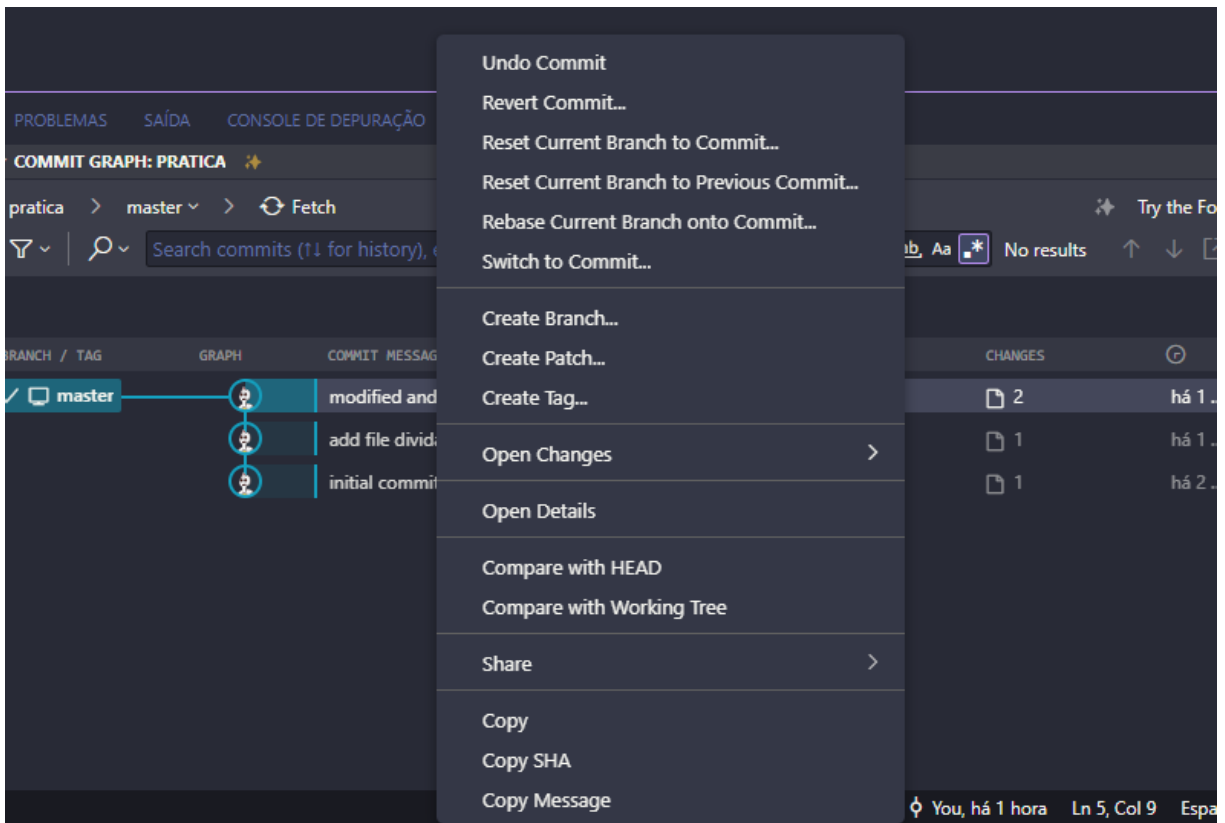 Undo Commit
Revert Commit...
Reset Current Branch to Commit...
Reset Current Branch to Previous Commit...
Rebase Current Branch onto Commit...
Switch to Commit...
Create Branch...
Create Patch...
Create Tag...
Open Changes
Open Details
Compare with HEAD
Compare with Working Tree
Share
Copy
Copy SHA
Copy Message
PROBLEMAS SAÍDA CONSOLE DE DEPURAÇÃO
COMMIT GRAPH: PRATICA
pratica > master > Fetch
Try the Fo
Search commits (↑↓ for history), e
ab, Aa .* No results
BRANCH / TAG GRAPH COMMIT MESSAG CHANGES
master modified and 2 há 1 ..
add file divid 1 há 1 ..
initial commit 1 há 2 ..
You, há 1 hora Ln 5, Col 9 Espa